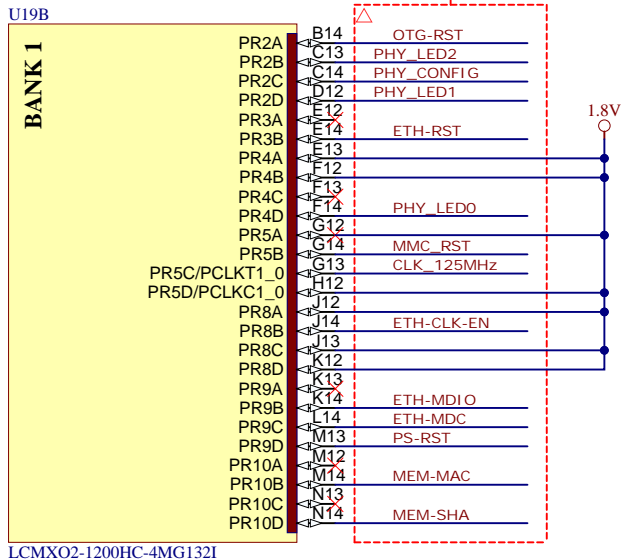 U19B
BANK 1
PR2A B14 OTG-RST
PR2B C13 PHY_LED2
PR2C C14 PHY_CONFIG
PR2D D12 PHY_LED1
PR3A E12
PR3B E14 ETH-RST
PR4A E13
PR4B F12
PR4C F13
PR4D F14 PHY_LED0
PR5A G12
PR5B G14 MMC_RST
PR5C/PCLKT1_0 G13 CLK_125MHz
PR5D/PCLKC1_0 H12
PR8A J12
PR8B J14 ETH-CLK-EN
PR8C J13
PR8D K12
PR9A K13
PR9B K14 ETH-MDIO
PR9C L14 ETH-MDC
PR9D M13 PS-RST
PR10A M12
PR10B M14 MEM-MAC
PR10C N13
PR10D N14 MEM-SHA
1.8V
LCMXO2-1200HC-4MG132I